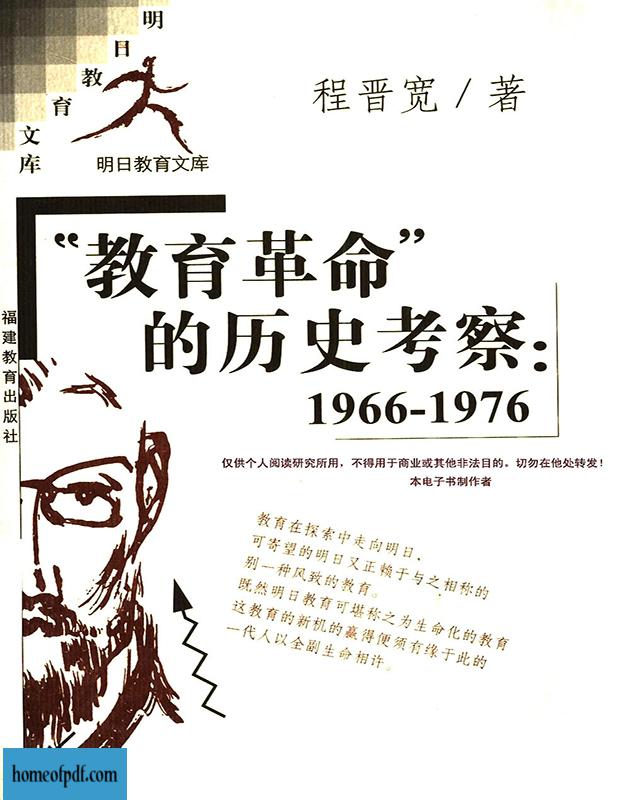 明日教育文库
明日教育文库
程晋宽/著
“教育革命”
的历史考察：
1966-1976
福建教育出版社
仅供个人阅读研究所用，不得用于商业或其他非法目的。切勿在他处转发！
本电子书制作者
教育在探索中走向明日，
可寄望的明日又正赖于与之相称的
别一种风致的教育。
既然明日教育可堪称之为生命化的教育
这教育的新机的赢得便须有缘于此的
一代人以全副生命相许。
homeofpdf.com